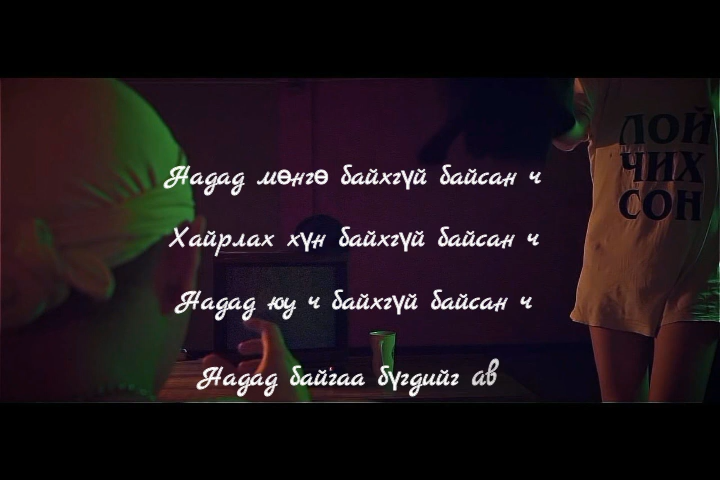 Надад мөнгө байхгүй байсан ч
Хайрлах хүн байхгүй байсан ч
Надад юу ч байхгүй байсан ч
Надад байгаа бүгдийг ав
ЛОЙ
ЧИХ
СОН